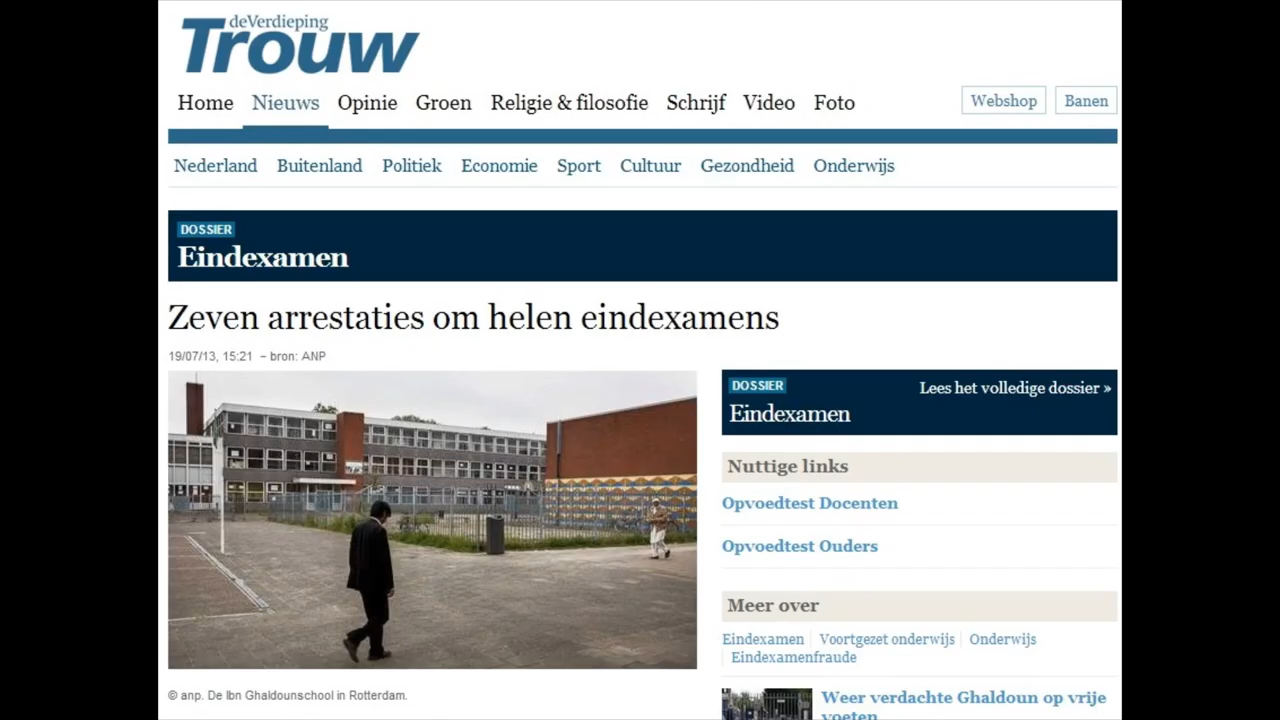 deVerdieping
Trouw
Home Nieuws Opinie Groen Religie & filosofie Schrijf Video Foto Webshop Banen
Nederland Buitenland Politiek Economie Sport Cultuur Gezondheid Onderwijs
DOSSIER
Eindexamen
Zeven arrestaties om helen eindexamens
19/07/13, 15:21 – bron: ANP
DOSSIER
Lees het volledige dossier »
Eindexamen
Nuttige links
Opvoedtest Docenten
Opvoedtest Ouders
Meer over
Eindexamen Voortgezet onderwijs Onderwijs
Eindexamenfraude
Weer verdachte Ghaldoun op vrije
voeten
© anp. De Ibn Ghaldounschool in Rotterdam.